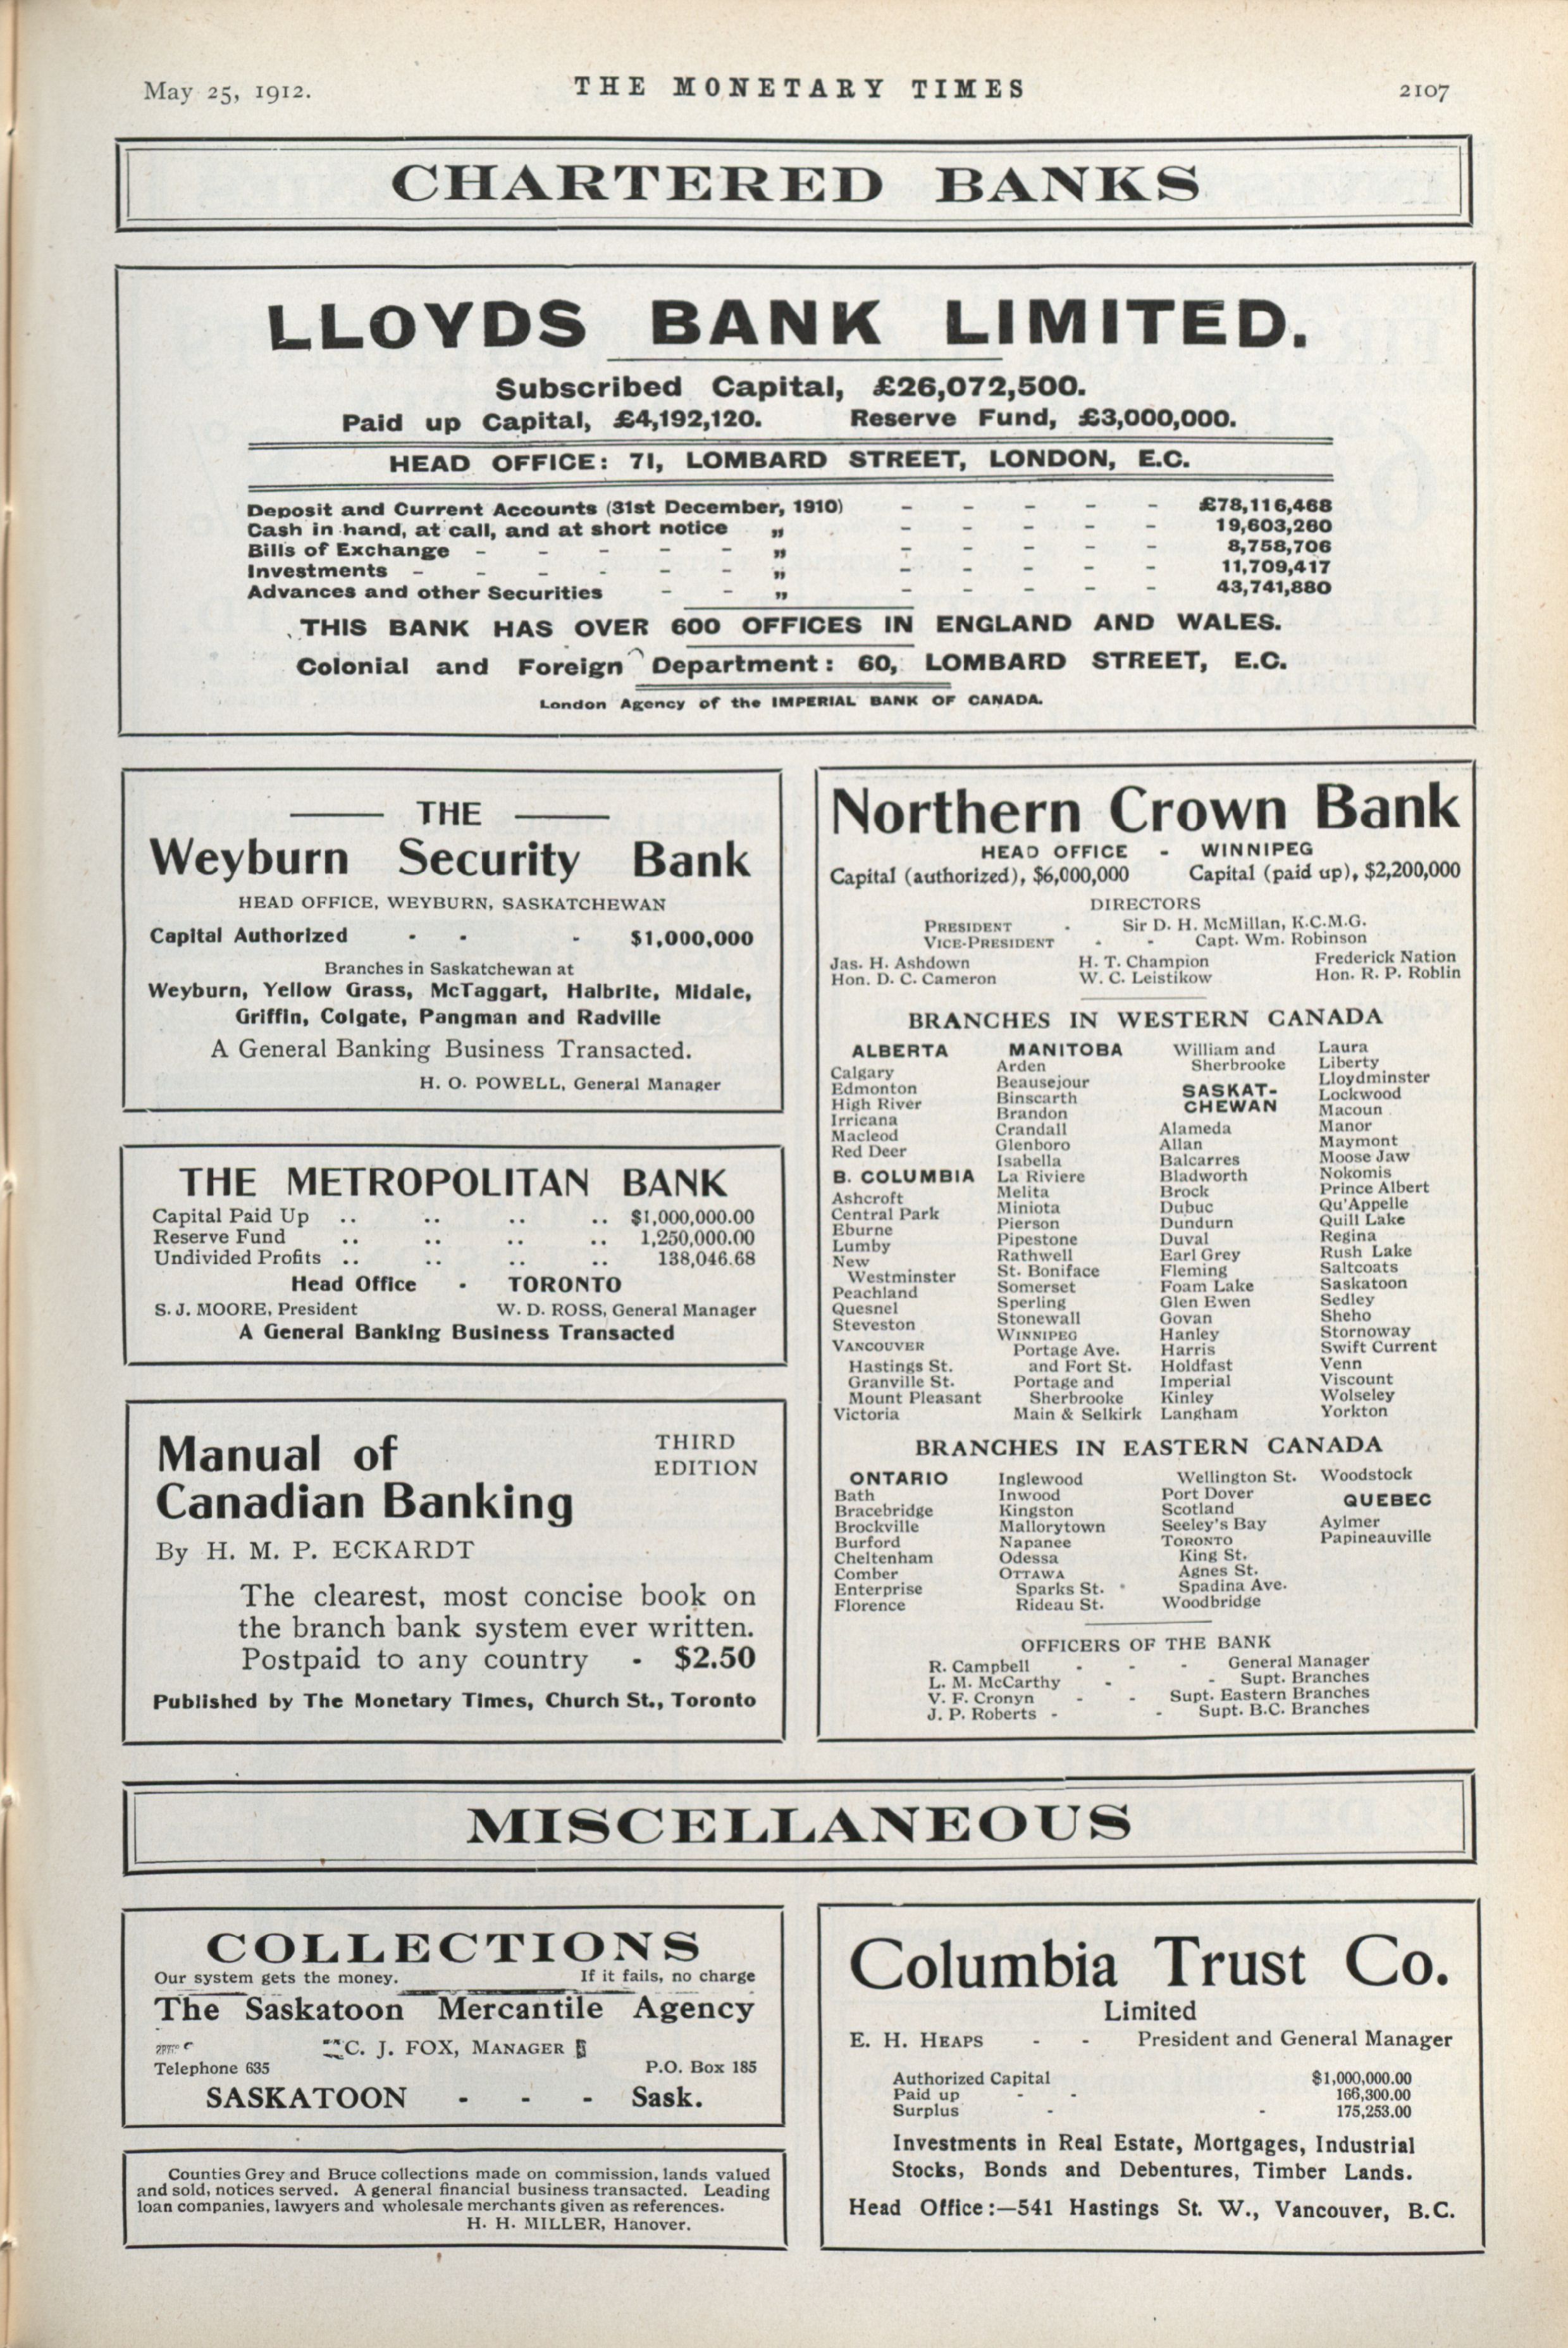 May 25, 1912.
THE MONETARY TIMES
2107
CHARTERED BANKS
LLOYDS BANK LIMITED.
Subscribed Capital, £26,072,500.
Paid up Capital, £4,192,120. Reserve Fund, £3,000,000.
HEAD OFFICE: 71, LOMBARD STREET, LONDON, E.C.
Deposit and Current Accounts (31st December, 1910) - - - - - £78,116,468
Cash in hand, at call, and at short notice „ - - - - - 19,603,260
Bills of Exchange - - - - - „ - - - - - 8,758,706
Investments - - - - - - „ - - - - - 11,709,417
Advances and other Securities - - „ - - - - - 43,741,880
THIS BANK HAS OVER 600 OFFICES IN ENGLAND AND WALES.
Colonial and Foreign Department: 60, LOMBARD STREET, E.C.
London Agency of the IMPERIAL BANK OF CANADA.
THE
Weyburn Security Bank
HEAD OFFICE, WEYBURN, SASKATCHEWAN
Capital Authorized - - - $1,000,000
Branches in Saskatchewan at
Weyburn, Yellow Grass, McTaggart, Halbrite, Midale,
Griffin, Colgate, Pangman and Radville
A General Banking Business Transacted.
H. O. POWELL, General Manager
THE METROPOLITAN BANK
Capital Paid Up .. .. .. .. $1,000,000.00
Reserve Fund .. .. .. .. 1,250,000.00
Undivided Profits .. .. .. .. 138,046.68
Head Office - TORONTO
S. J. MOORE, President W. D. ROSS, General Manager
A General Banking Business Transacted
Manual of
Canadian Banking
THIRD
EDITION
By H. M. P. ECKARDT
The clearest, most concise book on
the branch bank system ever written.
Postpaid to any country - $2.50
Published by The Monetary Times, Church St., Toronto
Northern Crown Bank
HEAD OFFICE - WINNIPEG
Capital (authorized), $6,000,000 Capital (paid up), $2,200,000
DIRECTORS
PRESIDENT - Sir D. H. McMillan, K.C.M.G.
VICE-PRESIDENT - - Capt. Wm. Robinson
Jas. H. Ashdown H. T. Champion Frederick Nation
Hon. D. C. Cameron W. C. Leistikow Hon. R. P. Roblin
BRANCHES IN WESTERN CANADA
ALBERTA
Calgary
Edmonton
High River
Irricana
Macleod
Red Deer
B. COLUMBIA
Ashcroft
Central Park
Eburne
Lumby
New
Westminster
Peachland
Quesnel
Steveston
VANCOUVER
Hastings St.
Granville St.
Mount Pleasant
Victoria
MANITOBA
Arden
Beausejour
Binscarth
Brandon
Crandall
Glenboro
Isabella
La Riviere
Melita
Miniota
Pierson
Pipestone
Rathwell
St. Boniface
Somerset
Sperling
Stonewall
WINNIPEG
Portage Ave.
and Fort St.
Portage and
Sherbrooke
Main & Selkirk
William and
Sherbrooke
SASKAT-
CHEWAN
Alameda
Allan
Balcarres
Bladworth
Brock
Dubuc
Dundurn
Duval
Earl Grey
Fleming
Foam Lake
Glen Ewen
Govan
Hanley
Harris
Holdfast
Imperial
Kinley
Langham
Laura
Liberty
Lloydminster
Lockwood
Macoun
Manor
Maymont
Moose Jaw
Nokomis
Prince Albert
Qu'Appelle
Quill Lake
Regina
Rush Lake
Saltcoats
Saskatoon
Sedley
Sheho
Stornoway
Swift Current
Venn
Viscount
Wolseley
Yorkton
BRANCHES IN EASTERN CANADA
ONTARIO
Bath
Bracebridge
Brockville
Burford
Cheltenham
Comber
Enterprise
Florence
Inglewood
Inwood
Kingston
Mallorytown
Napanee
Odessa
OTTAWA
Sparks St.
Rideau St.
Wellington St.
Port Dover
Scotland
Seeley's Bay
TORONTO
King St.
Agnes St.
Spadina Ave.
Woodbridge
Woodstock
QUEBEC
Aylmer
Papineauville
OFFICERS OF THE BANK
R. Campbell - - - General Manager
L. M. McCarthy - - Supt. Branches
V. F. Cronyn - - Supt. Eastern Branches
J. P. Roberts - - Supt. B.C. Branches
MISCELLANEOUS
COLLECTIONS
Our system gets the money. If it fails, no charge
The Saskatoon Mercantile Agency
C. J. FOX, MANAGER
Telephone 635 P.O. Box 185
SASKATOON - - - Sask.
Counties Grey and Bruce collections made on commission, lands valued
and sold, notices served. A general financial business transacted. Leading
loan companies, lawyers and wholesale merchants given as references.
H. H. MILLER, Hanover.
Columbia Trust Co.
Limited
E. H. HEAPS - - President and General Manager
Authorized Capital $1,000,000.00
Paid up - - 166,300.00
Surplus - - 175,253.00
Investments in Real Estate, Mortgages, Industrial
Stocks, Bonds and Debentures, Timber Lands.
Head Office:—541 Hastings St. W., Vancouver, B.C.